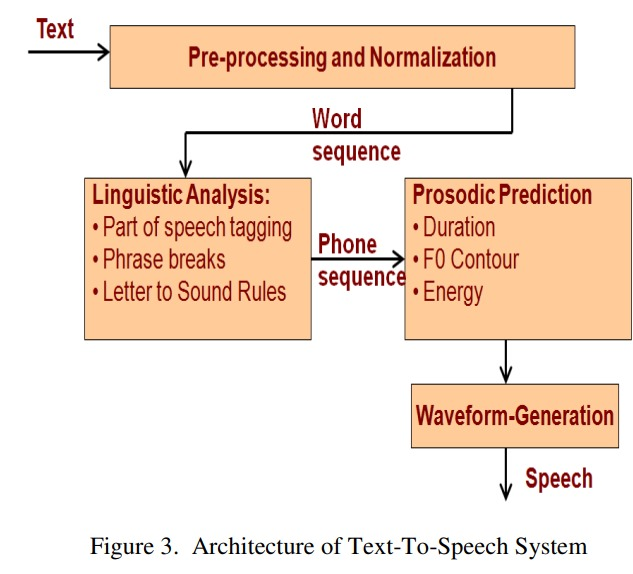 Text
Pre-processing and Normalization
Word
sequence
Linguistic Analysis:
• Part of speech tagging
• Phrase breaks
• Letter to Sound Rules
Phone
sequence
Prosodic Prediction
• Duration
• F0 Contour
• Energy
Waveform-Generation
Speech
Figure 3. Architecture of Text-To-Speech System